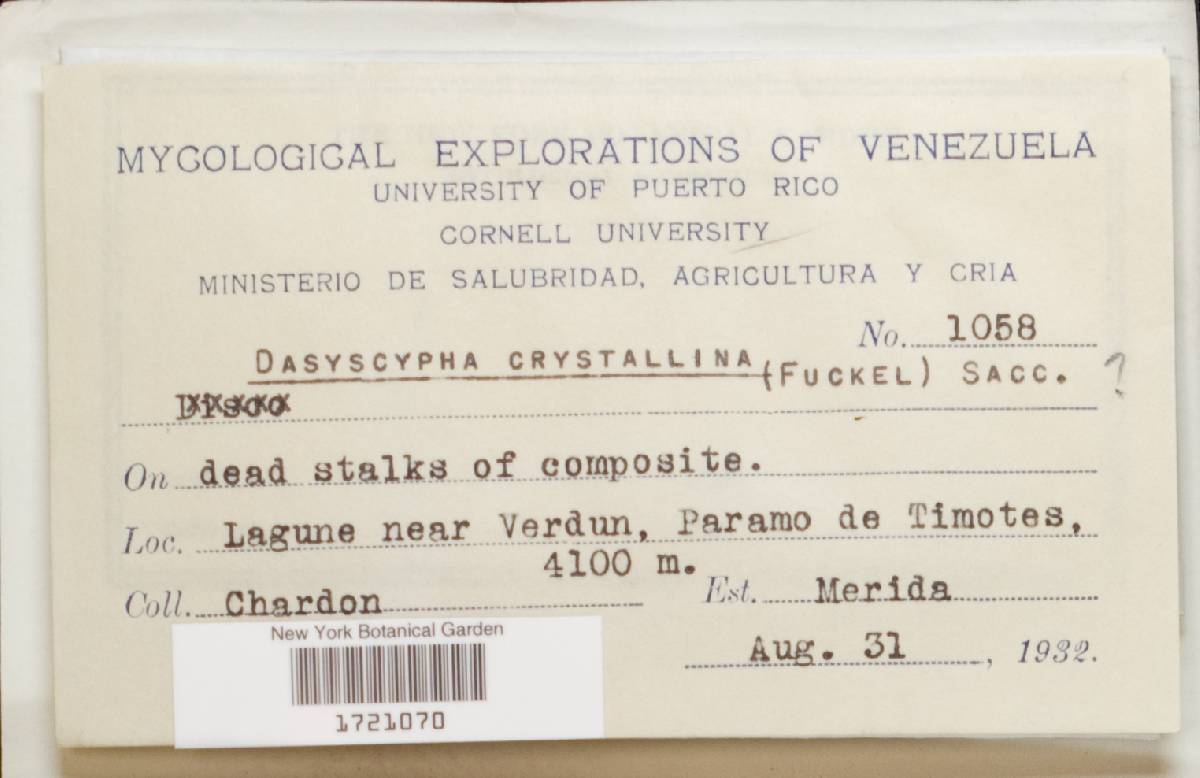 MYCOLOGICAL EXPLORATIONS OF VENEZUELA
UNIVERSITY OF PUERTO RICO
CORNELL UNIVERSITY
MINISTERIO DE SALUBRIDAD, AGRICULTURA Y CRIA
No. 1058
DASYSCYPHA CRYSTALLINA (FUCKEL) SACC. ?
On dead stalks of composite.
Loc. Lagune near Verdun, Paramo de Timotes,
4100 m.
Coll. Chardon Est. Merida
Aug. 31, 1932.
New York Botanical Garden
1721070